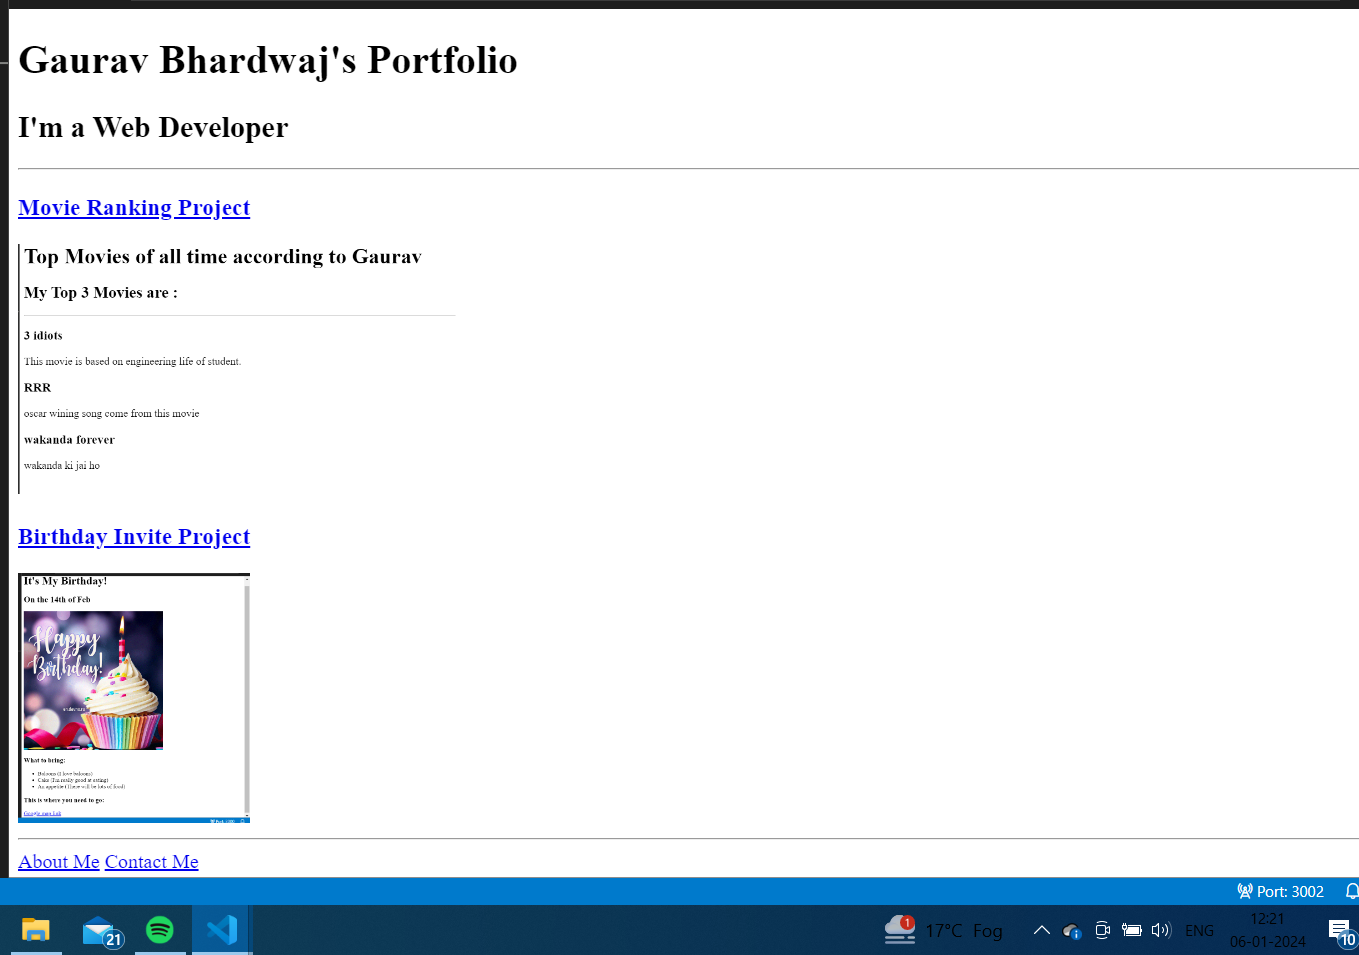 Gaurav Bhardwaj's Portfolio
I'm a Web Developer
Movie Ranking Project
Top Movies of all time according to Gaurav
My Top 3 Movies are :
3 idiots
This movie is based on engineering life of student.
RRR
oscar wining song come from this movie
wakanda forever
wakanda ki jai ho
Birthday Invite Project
It's My Birthday!
On the 14th of Feb
Happy
Birthday!
What to bring:
Baloons (I love baloons)
Cake (I'm really good at eating)
An appetite (There will be lots of food)
This is where you need to go:
Google map link
About Me Contact Me
Port: 3002
21
1
17°C Fog
ENG
12:21
06-01-2024
10